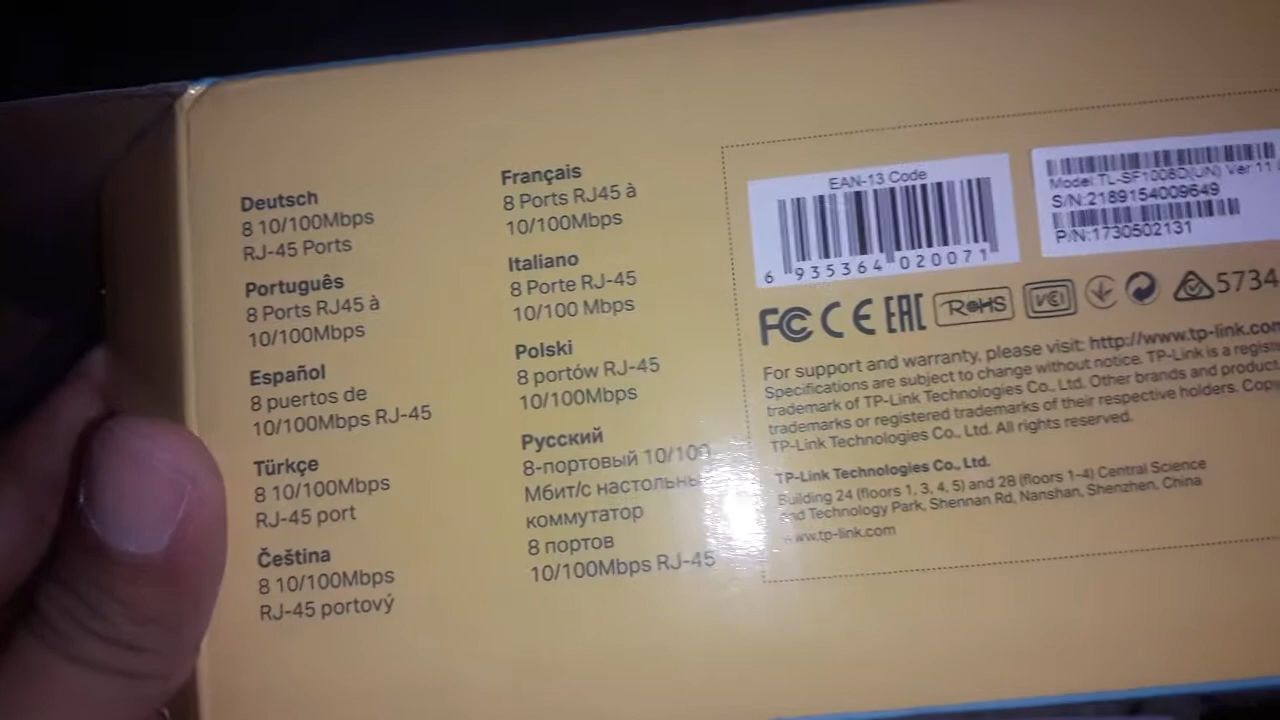 Deutsch
8 10/100Mbps
RJ-45 Ports
Português
8 Ports RJ45 à
10/100Mbps
Español
8 puertos de
10/100Mbps RJ-45
Türkçe
8 10/100Mbps
RJ-45 port
Čeština
8 10/100Mbps
RJ-45 portový
Français
8 Ports RJ45 à
10/100Mbps
Italiano
8 Porte RJ-45
10/100 Mbps
Polski
8 portów RJ-45
10/100Mbps
Русский
8-портовый 10/100
Мбит/с
коммутатор
8 портов
10/100Mbps RJ-45
EAN-13 Code
6 935364 020071
Model:TL-SF1008D(UN) Ver:11
S/N:2189154009649
P/N:1730502131
FC CE EAC RoHS VCCI 5734
For support and warranty, please visit: http://www.tp-link.com
Specifications are subject to change without notice. TP-Link is a
trademark of TP-Link Technologies Co., Ltd. Other brands and product
trademarks or registered trademarks of their respective holders.
TP-Link Technologies Co., Ltd. All rights reserved.
TP-Link Technologies Co., Ltd.
Building 24 (floors 1, 3, 4, 5) and 28 (floors 1-4) Central Science
and Technology Park, Shennan Rd, Nanshan, Shenzhen, China
www.tp-link.com